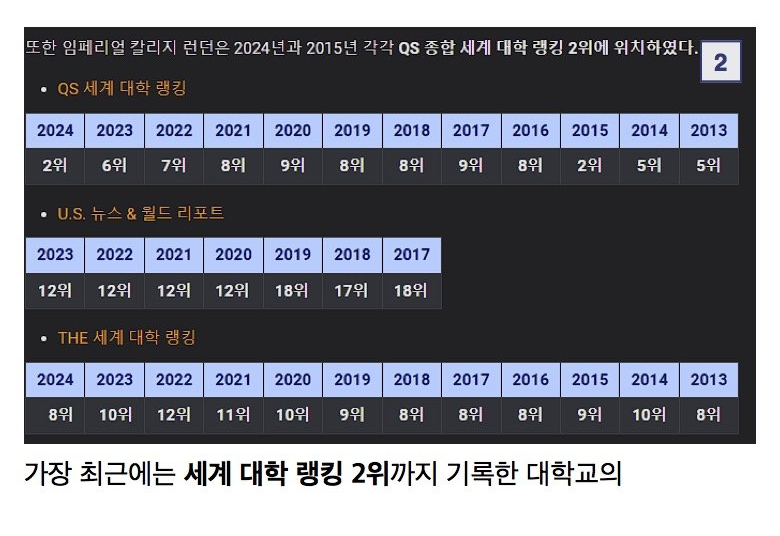 또한 임페리얼 칼리지 런던은 2024년과 2015년 각각 QS 종합 세계 대학 랭킹 2위에 위치하였다.
2
• QS 세계 대학 랭킹
2024 2023 2022 2021 2020 2019 2018 2017 2016 2015 2014 2013
2위 6위 7위 8위 9위 8위 8위 9위 8위 2위 5위 5위
• U.S. 뉴스 & 월드 리포트
2023 2022 2021 2020 2019 2018 2017
12위 12위 12위 12위 18위 17위 18위
• THE 세계 대학 랭킹
2024 2023 2022 2021 2020 2019 2018 2017 2016 2015 2014 2013
8위 10위 12위 11위 10위 9위 8위 8위 8위 9위 10위 8위
가장 최근에는 세계 대학 랭킹 2위까지 기록한 대학교의